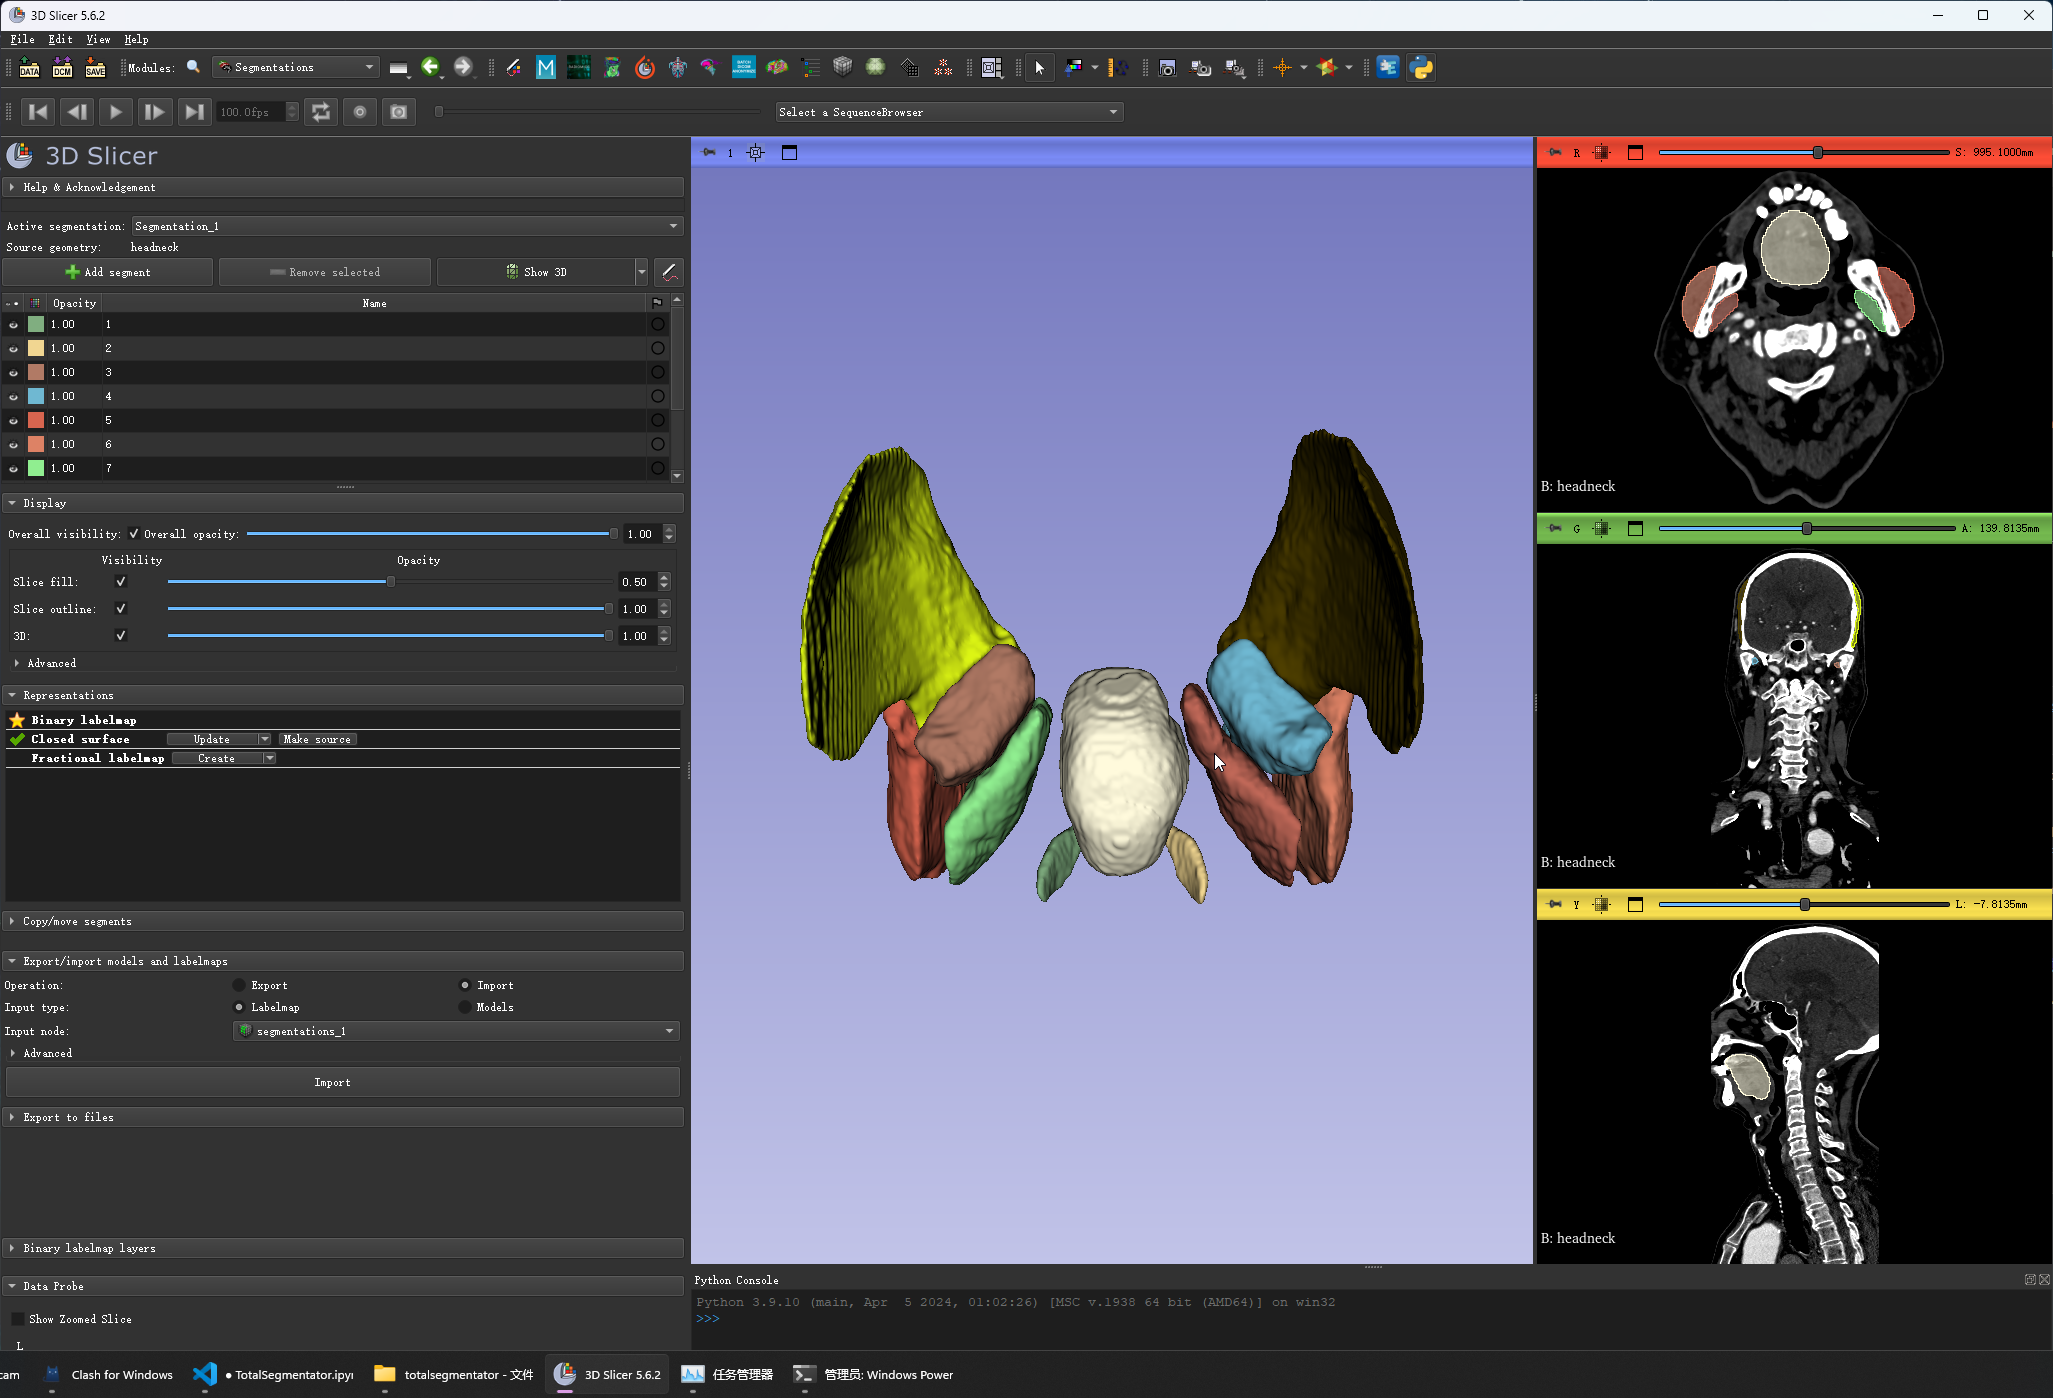 3D Slicer 5.6.2
File Edit View Help
DATA DCM SAVE Modules: Segmentations
100.0fps Select a SequenceBrowser
3D Slicer
Help & Acknowledgement
Active segmentation: Segmentation_1
Source geometry: headneck
Add segment Remove selected Show 3D
Opacity Name
1.00 1
1.00 2
1.00 3
1.00 4
1.00 5
1.00 6
1.00 7
Display
Overall visibility: Overall opacity: 1.00
Visibility Opacity
Slice fill: 0.50
Slice outline: 1.00
3D: 1.00
Advanced
Representations
Binary labelmap
Closed surface Update Make source
Fractional labelmap Create
Copy/move segments
Export/import models and labelmaps
Operation: Export Import
Input type: Labelmap Models
Input node: segmentations_1
Advanced
Import
Export to files
Binary labelmap layers
Data Probe
Show Zoomed Slice
L
1
R S: 995.1000mm
B: headneck
G A: 139.8135mm
B: headneck
Y L: -7.8135mm
B: headneck
Python Console
Python 3.9.10 (main, Apr 5 2024, 01:02:26) [MSC v.1938 64 bit (AMD64)] on win32
>>>
cam Clash for Windows ● TotalSegmentator.ipyı totalsegmentator - 文件 3D Slicer 5.6.2 任务管理器 管理员: Windows Power